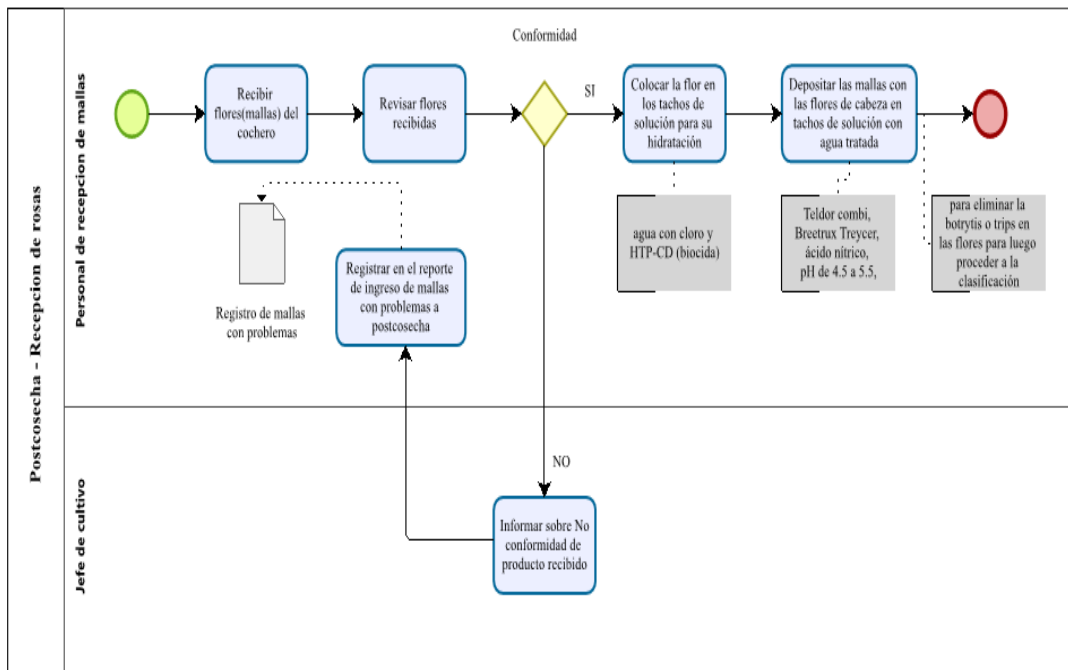 Postcosecha - Recepcion de rosas
Personal de recepcion de mallas
Conformidad
Recibir
flores(mallas) del
cochero
Revisar flores
recibidas
SI
Colocar la flor en
los tachos de
solución para su
hidratación
Depositar las mallas con
las flores de cabeza en
tachos de solución con
agua tratada
agua con cloro y
HTP-CD (biocida)
Teldor combi,
Breetrux Treycer,
ácido nítrico,
pH de 4.5 a 5.5,
para eliminar la
botrytis o trips en
las flores para luego
proceder a la
clasificación
Registro de mallas
con problemas
Registrar en el reporte
de ingreso de mallas
con problemas a
postcosecha
Jefe de cultivo
NO
Informar sobre No
conformidad de
producto recibido